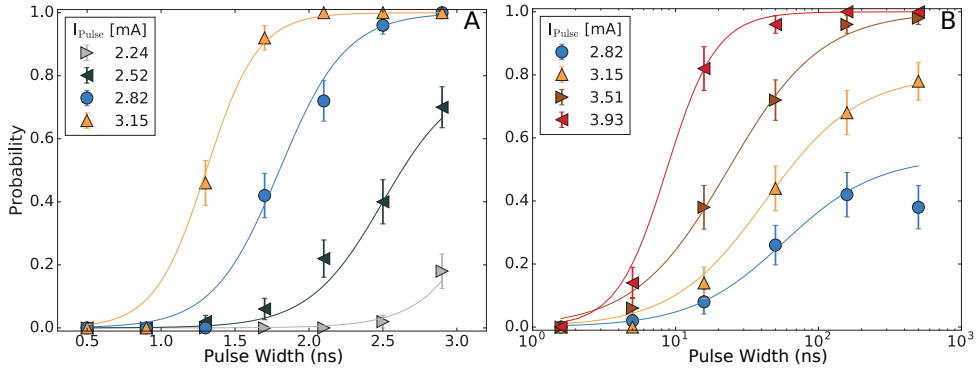 A
I_Pulse [mA]
2.24
2.52
2.82
3.15
Probability
1.0
0.8
0.6
0.4
0.2
0.0
0.5 1.0 1.5 2.0 2.5 3.0
Pulse Width (ns)
B
I_Pulse [mA]
2.82
3.15
3.51
3.93
1.0
0.8
0.6
0.4
0.2
0.0
10⁰ 10¹ 10² 10³
Pulse Width (ns)